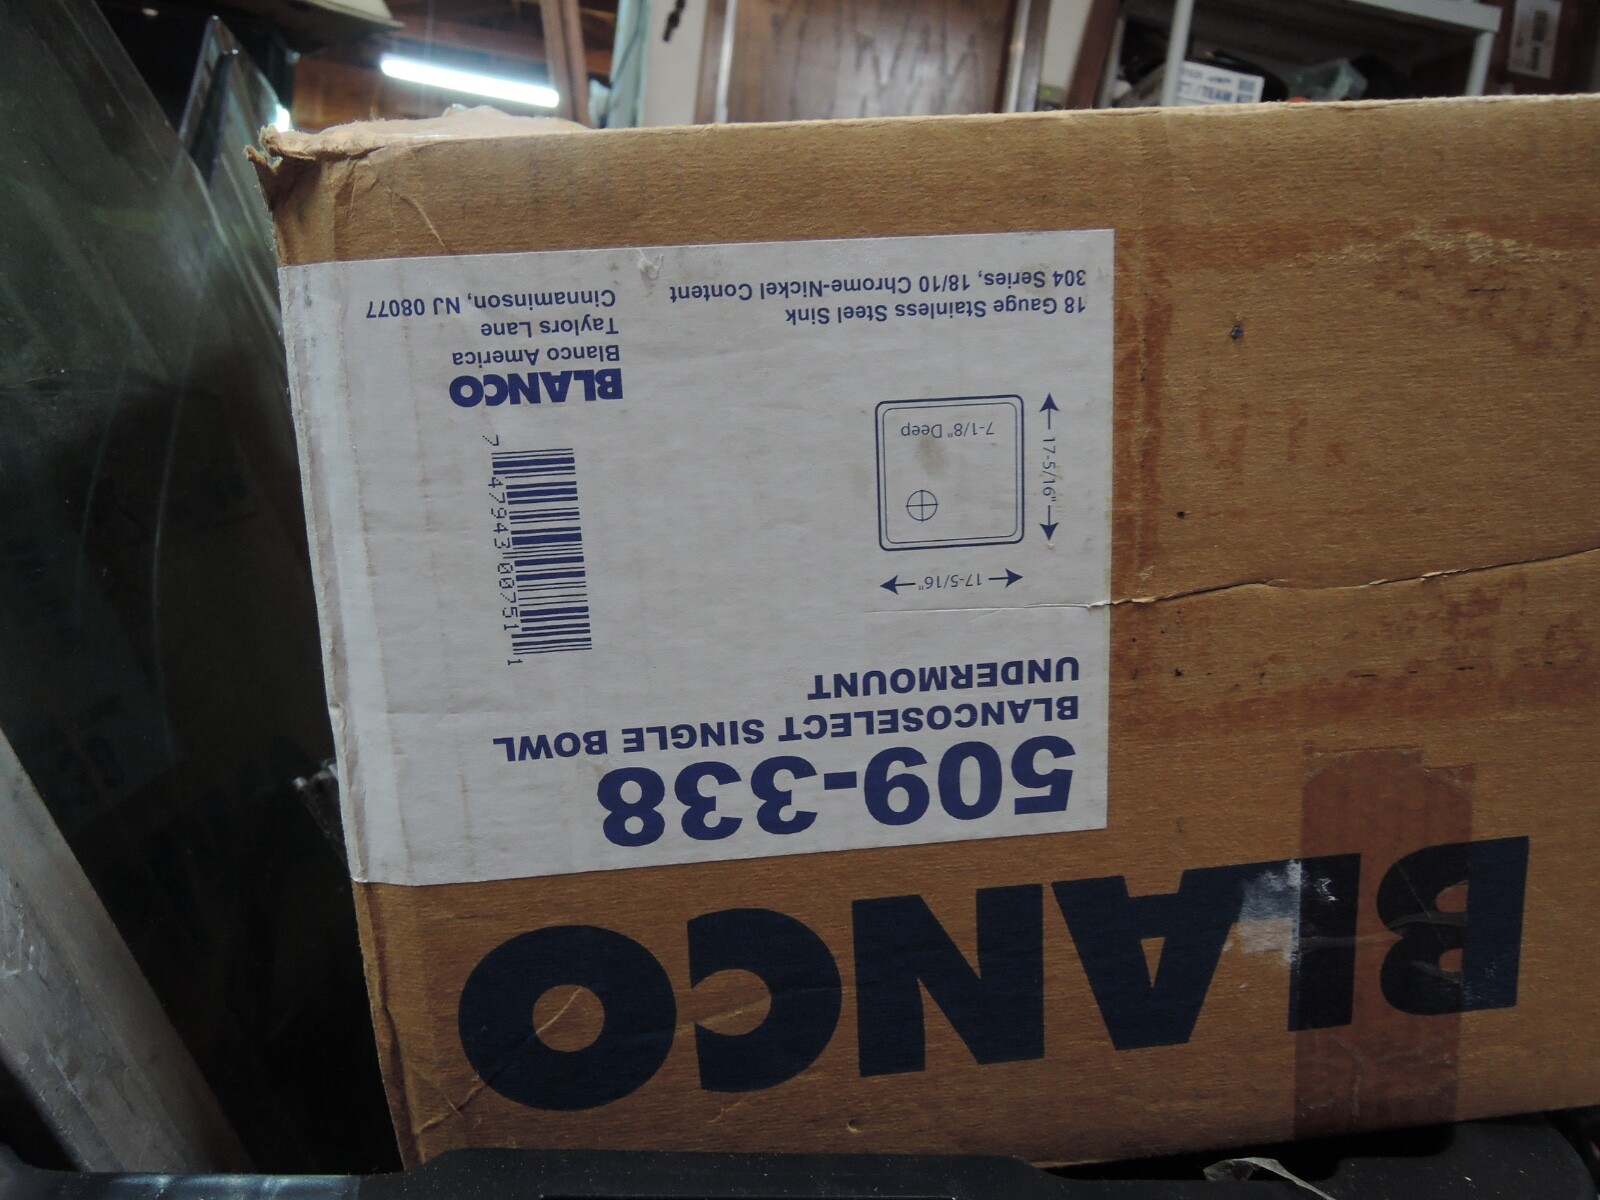 BLANCO
509-338
BLANCOSELECT SINGLE BOWL
UNDERMOUNT
17-5/16"
17-5/16"
7-1/8" Deep
18 Gauge Stainless Steel Sink
304 Series, 18/10 Chrome-Nickel Content
7 47943 00751 1
BLANCO
Blanco America
Taylors Lane
Cinnaminson, NJ 08077